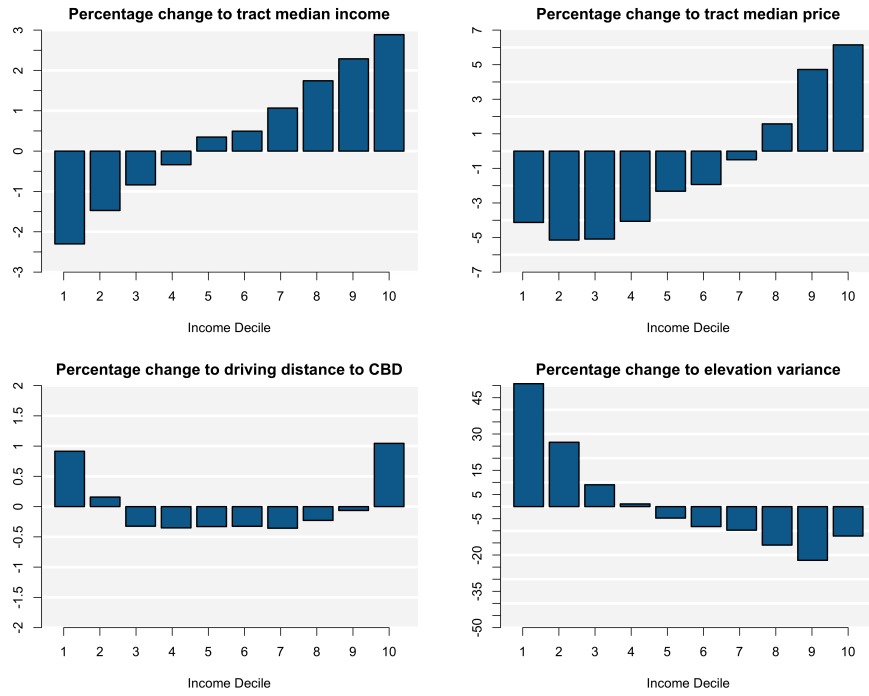 Percentage change to tract median income
3
2
1
0
-1
-2
-3
1 2 3 4 5 6 7 8 9 10
Income Decile
Percentage change to tract median price
7
5
3
1
-1
-3
-5
-7
1 2 3 4 5 6 7 8 9 10
Income Decile
Percentage change to driving distance to CBD
2
1.5
1
0.5
0
-0.5
-1
-1.5
-2
1 2 3 4 5 6 7 8 9 10
Income Decile
Percentage change to elevation variance
45
30
15
5
-5
-20
-35
-50
1 2 3 4 5 6 7 8 9 10
Income Decile